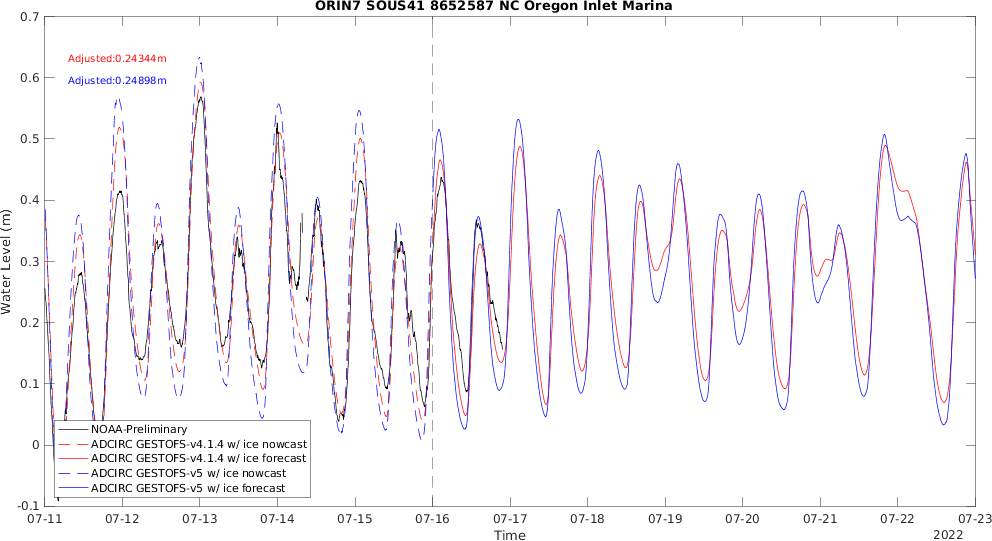 ORIN7 SOUS41 8652587 NC Oregon Inlet Marina
0.7
Adjusted:0.24344m
0.6
Adjusted:0.24898m
0.5
0.4
0.3
0.2
0.1
0
-0.1
Water Level (m)
NOAA-Preliminary
ADCIRC GESTOFS-v4.1.4 w/ ice nowcast
ADCIRC GESTOFS-v4.1.4 w/ ice forecast
ADCIRC GESTOFS-v5 w/ ice nowcast
ADCIRC GESTOFS-v5 w/ ice forecast
07-11 07-12 07-13 07-14 07-15 07-16 07-17 07-18 07-19 07-20 07-21 07-22 07-23
Time
2022